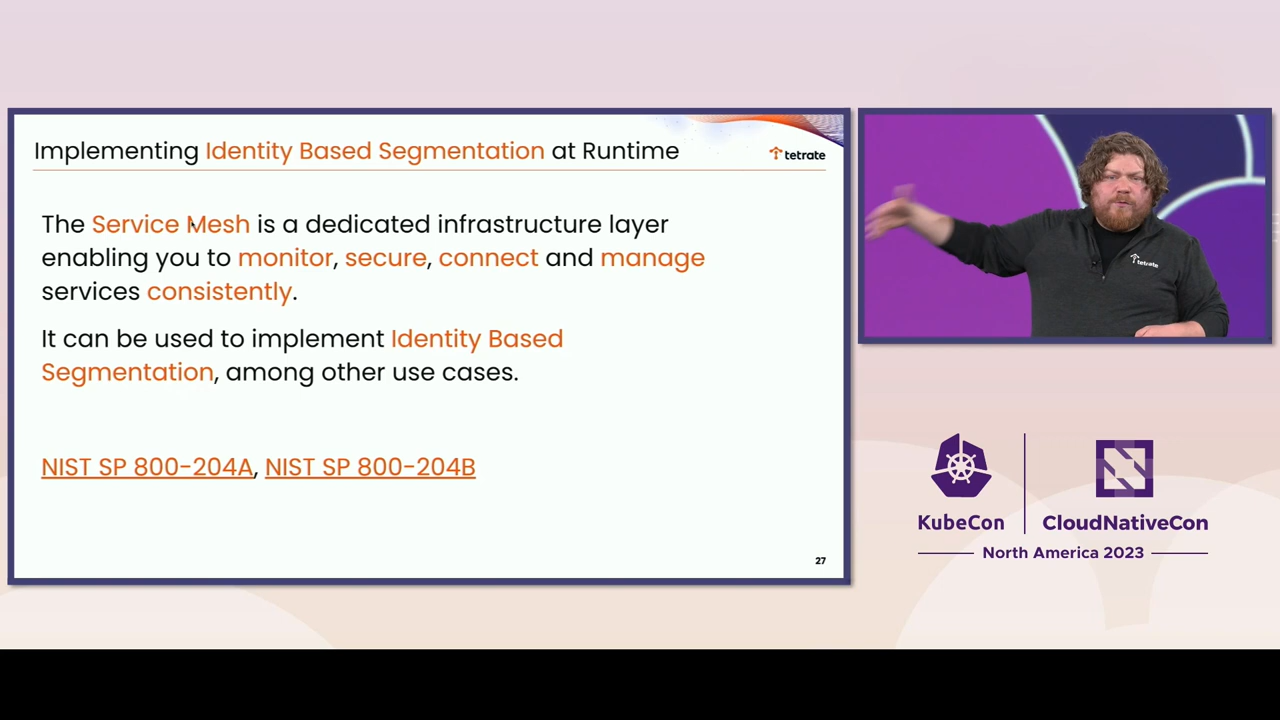 Implementing Identity Based Segmentation at Runtime
tetrate
The Service Mesh is a dedicated infrastructure layer
enabling you to monitor, secure, connect and manage
services consistently.
It can be used to implement Identity Based
Segmentation, among other use cases.
NIST SP 800-204A, NIST SP 800-204B
27
tetrate
KubeCon
CloudNativeCon
North America 2023